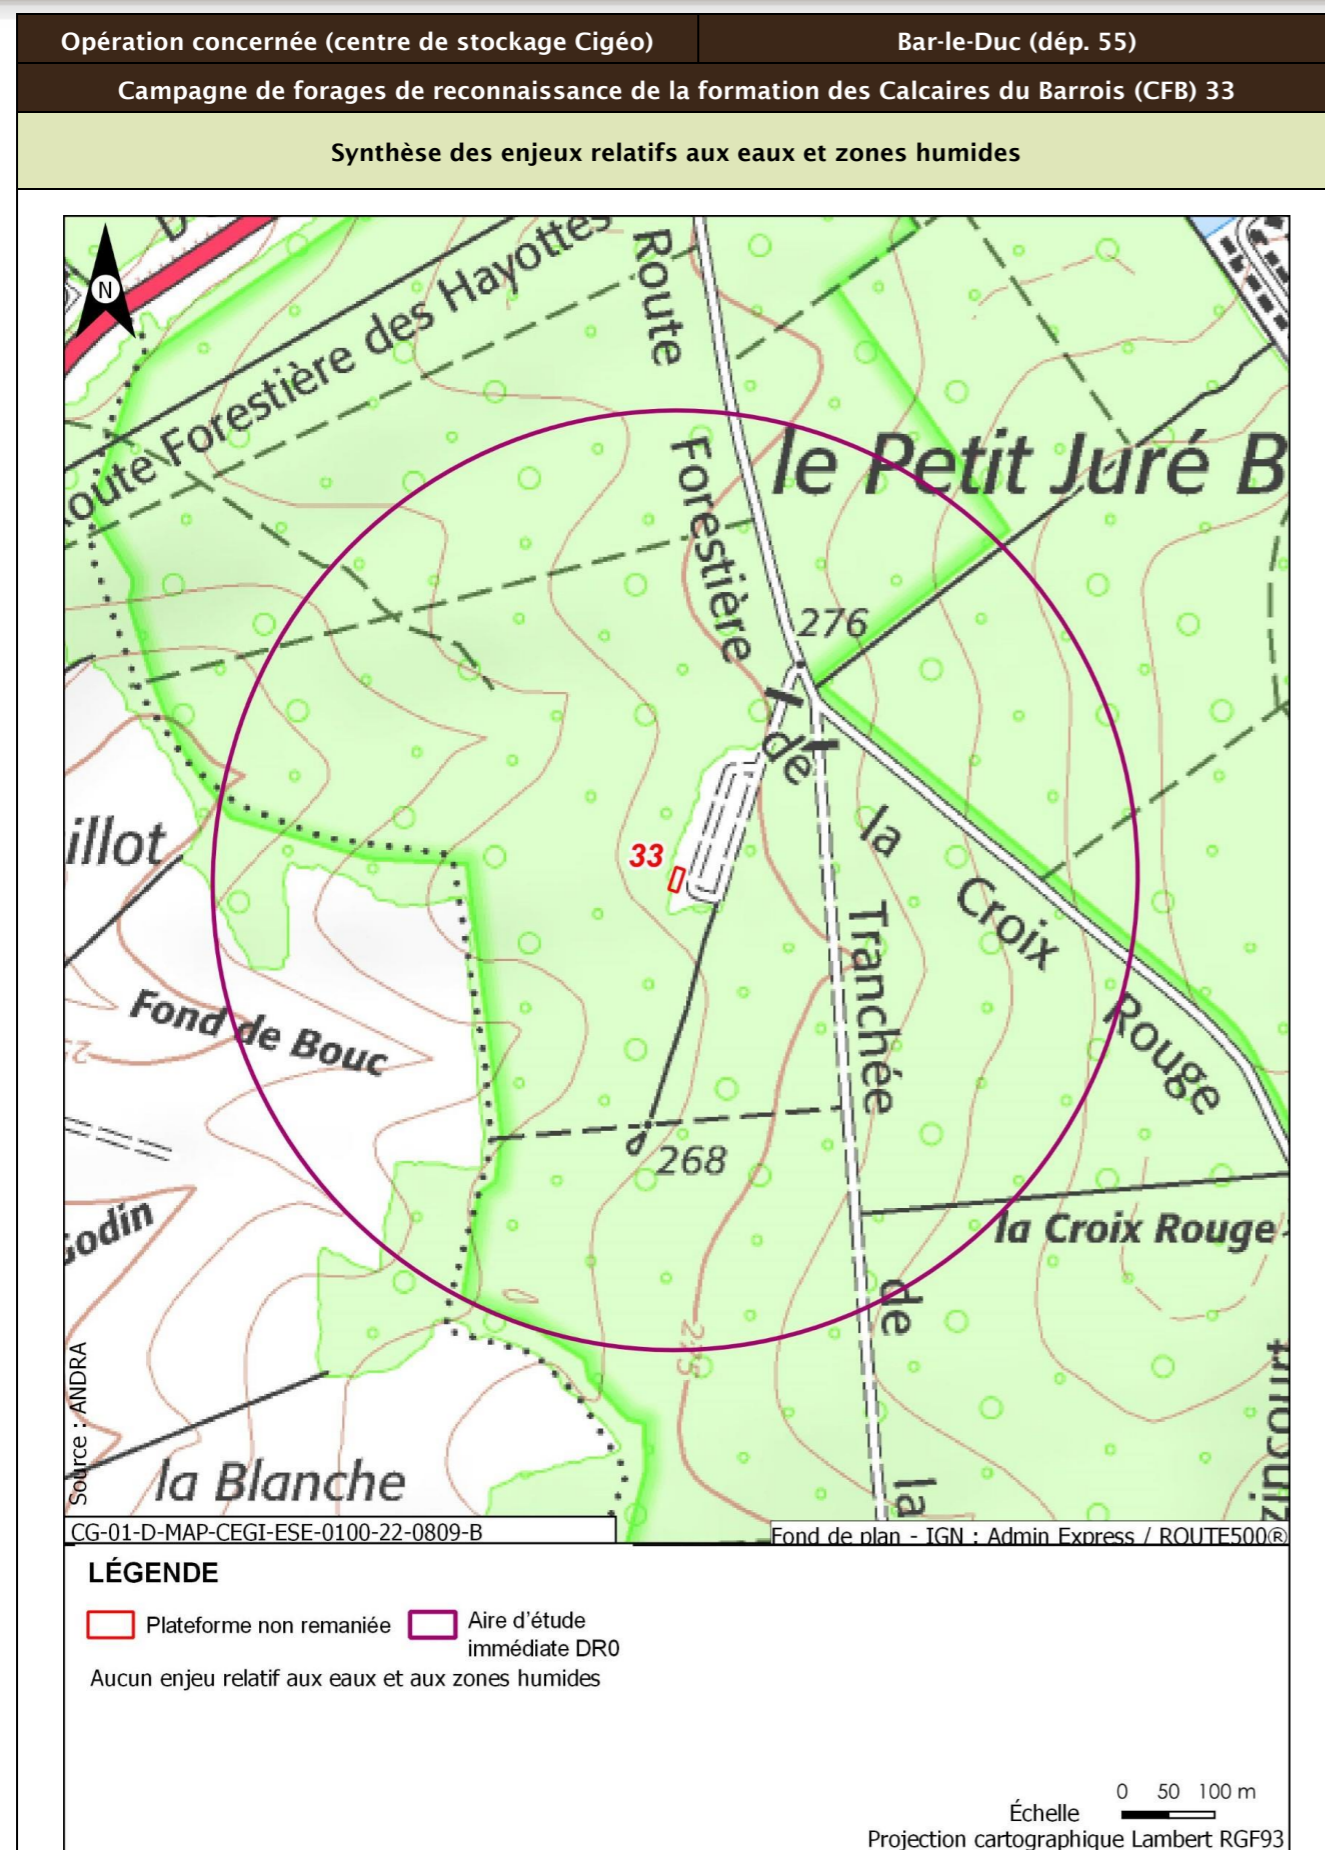 Opération concernée (centre de stockage Cigéo)
Bar-le-Duc (dép. 55)
Campagne de forages de reconnaissance de la formation des Calcaires du Barrois (CFB) 33
Synthèse des enjeux relatifs aux eaux et zones humides
N
D
oute Forestière des Hayottes
Route
Forestière
de
la
Croix
Rouge
le Petit Juré B
276
33
illot
Tranchée
de
la
Fond de Bouc
268
la Croix Rouge
odin
275
zincourt
la Blanche
Source : ANDRA
CG-01-D-MAP-CEGI-ESE-0100-22-0809-B
Fond de plan - IGN : Admin Express / ROUTE500®
LÉGENDE
Plateforme non remaniée
Aire d'étude
immédiate DR0
Aucun enjeu relatif aux eaux et aux zones humides
0 50 100 m
Échelle
Projection cartographique Lambert RGF93